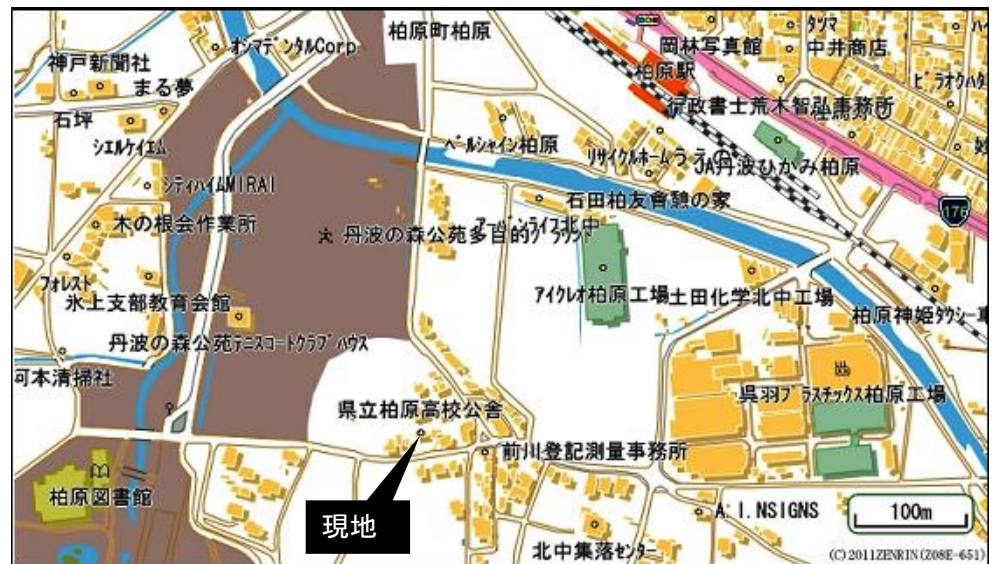 オシマデンタルCorp.
柏原町柏原
岡林写真館
タツマ
中井商店
神戸新聞社
まる夢
柏原駅
行政書士荒木智弘事務所
石坪
シエルケイエム
ベルシャイン柏原
リサイクルホームララ
JA丹波ひかみ柏原
シティハイムMIRAI
石田柏友會憩の家
176
木の根会作業所
丹波の森公苑多目的グラウンド
アーバンライフ北中
フォレスト
氷上支部教育会館
アイクレオ柏原工場
土田化学北中工場
柏原神姫タクシー
丹波の森公苑テニスコートクラブハウス
可本清掃社
県立柏原高校公舎
呉羽プラスチックス柏原工場
前川登記測量事務所
柏原図書館
現地
A.I.NSIGNS
100m
北中集落センター
(C) 2011ZENRIN(Z08E-651)